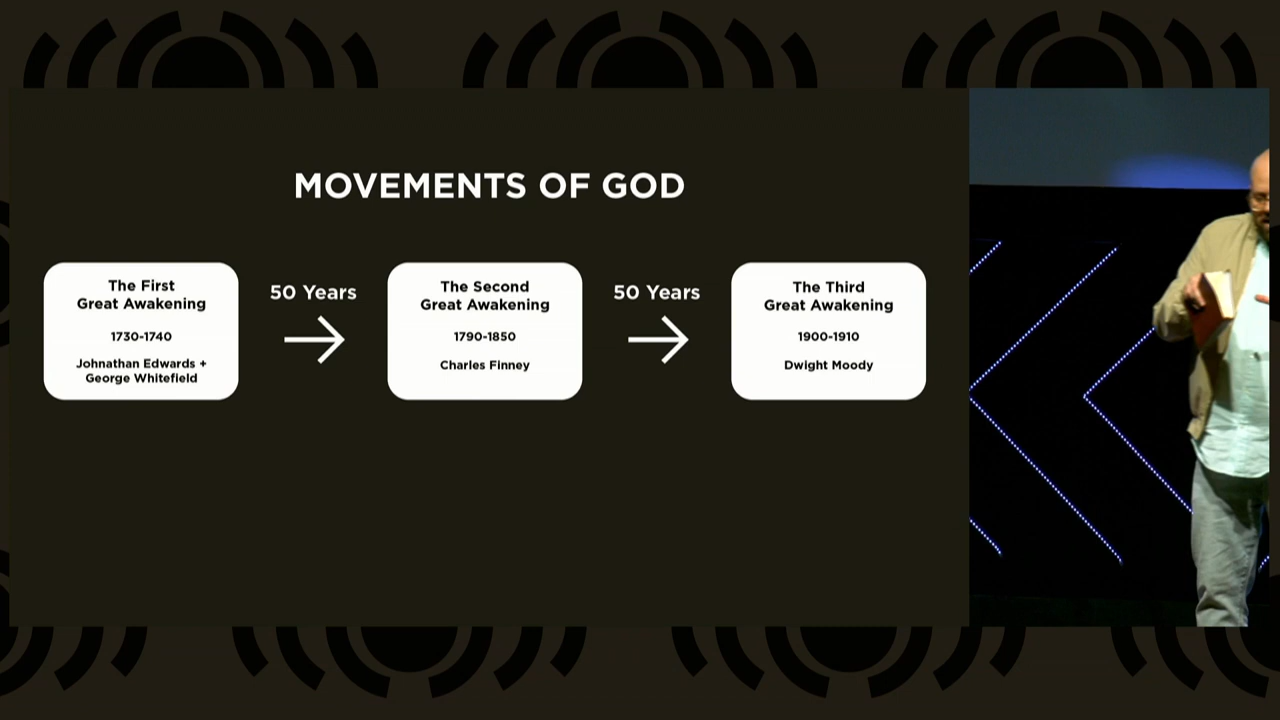 MOVEMENTS OF GOD
The First
Great Awakening
1730-1740
Johnathan Edwards +
George Whitefield
50 Years
The Second
Great Awakening
1790-1850
Charles Finney
50 Years
The Third
Great Awakening
1900-1910
Dwight Moody